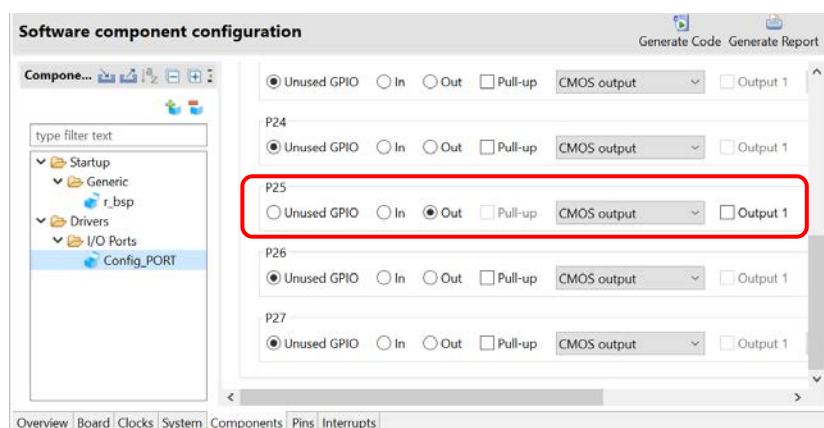 Software component configuration
Generate Code Generate Report
Compone...
type filter text
Startup
Generic
r_bsp
Drivers
I/O Ports
Config_PORT
Unused GPIO In Out Pull-up CMOS output Output 1
P24
Unused GPIO In Out Pull-up CMOS output Output 1
P25
Unused GPIO In Out Pull-up CMOS output Output 1
P26
Unused GPIO In Out Pull-up CMOS output Output 1
P27
Unused GPIO In Out Pull-up CMOS output Output 1
Overview Board Clocks System Components Pins Interrupts